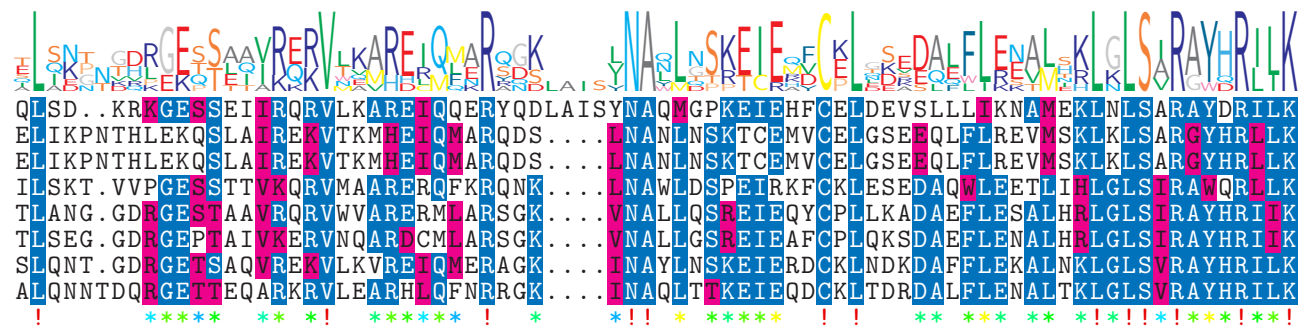 QLSD..KRKGESSEIIRQRVLKAREIQQERYQDLAISYNAQMGPKEIEHFCELDEVSLLLIKNAMEKLNLSARAYDRILK
ELIKPNTHLEKQSLAIREKVTKMHEIQMARQDS....LNANLNSKTCEMVCELGSEEQLFLREVMSKLNLSARGYHRLLK
ELIKPNTHLEKQSLAIREKVTKMHEIQMARQDS....LNANLNSKTCEMVCELGSEEQLFLREVMSKLKLSARGYHRLLK
ILSKT.VVPGESSTTVKQRVMAARERQFKRQNK....LNAWLDSPEIRKFCKLESEDAQWLEETLIHLGLSIRAWQRLLK
TLANG.GDRGESTAAVRQRVWVARERMLARSGK....VNALLQSREIEQYCPLLKADAEFLESALHRLGLSIRAYHRIIK
TLSEG.GDRGEPTAIVKERVNQARDCMLARSGK....VNALLGSREIEAFCPLQKSDAEFLENALHRLGLSIRAYHRIIK
SLQNT.GDRGETSAQVREKVLKVREIQMERAGK....INAYLNSKEIERDCKLNDKDAFFLEKALNKLGLSVRAYHRILK
ALQNNTDQRGETTEQARKRVLEARHLQFNRRGK....INAQLTTKEIEQDCKLTDRDALFLENALTKLGLSVRAYHRILK